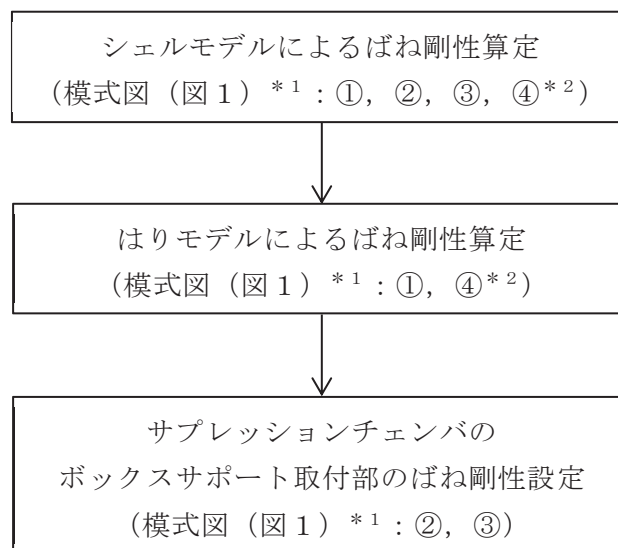 シェルモデルによるばね剛性算定
（模式図（図１）＊１：①，②，③，④＊２）
はりモデルによるばね剛性算定
（模式図（図１）＊１：①，④＊２）
サプレッションチェンバの
ボックスサポート取付部のばね剛性設定
（模式図（図１）＊１：②，③）